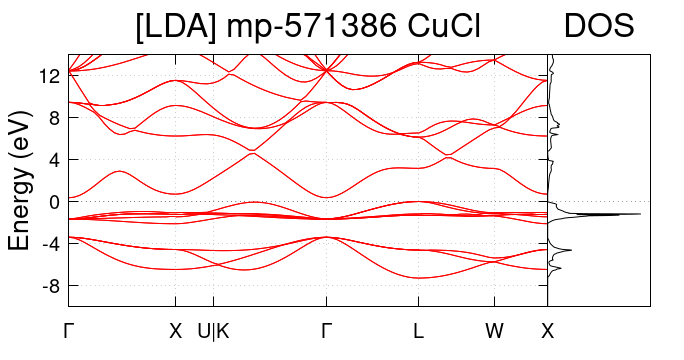 [LDA] mp-571386 CuCl
DOS
Energy (eV)
12
8
4
0
-4
-8
Γ X U|K Γ L W X